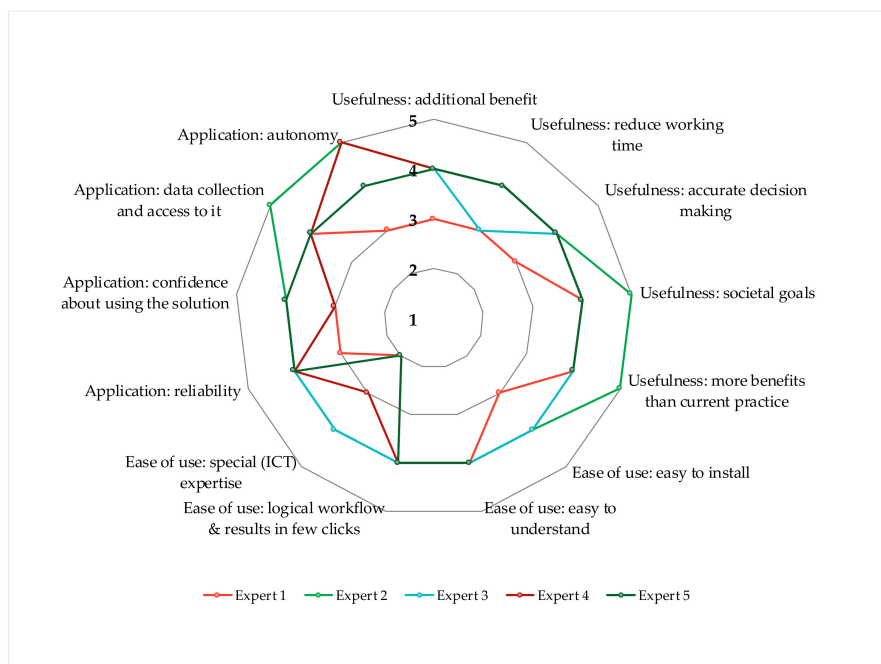 Usefulness: additional benefit
5
Application: autonomy
Usefulness: reduce working
time
4
Application: data collection
and access to it
Usefulness: accurate decision
making
3
2
Application: confidence
about using the solution
Usefulness: societal goals
1
Application: reliability
Usefulness: more benefits
than current practice
Ease of use: special (ICT)
expertise
Ease of use: easy to install
Ease of use: logical workflow
& results in few clicks
Ease of use: easy to
understand
Expert 1
Expert 2
Expert 3
Expert 4
Expert 5